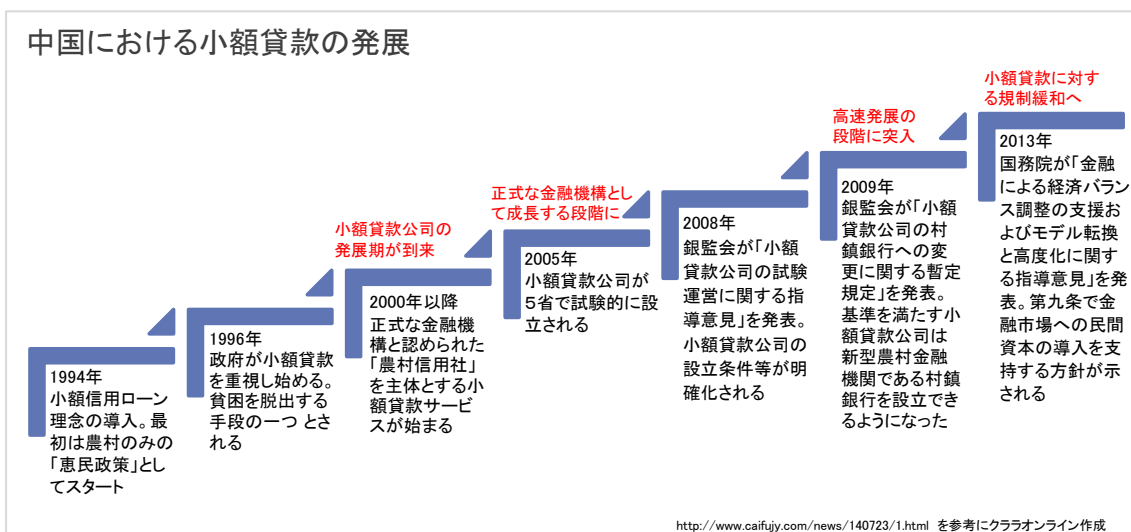 中国における小額貸款の発展
1994年
小額信用ローン
理念の導入。最
初は農村のみの
「恵民政策」とし
てスタート
1996年
政府が小額貸款
を重視し始める。
貧困を脱出する
手段の一つ とさ
れる
小額貸款公司の
発展期が到来
2000年以降
正式な金融機
構と認められた
「農村信用社」
を主体とする小
額貸款サービ
スが始まる
正式な金融機構とし
て成長する段階に
2005年
小額貸款公司が
5省で試験的に設
立される
2008年
銀監会が「小額
貸款公司の試験
運営に関する指
導意見」を発表。
小額貸款公司の
設立条件等が明
確化される
高速発展の
段階に突入
2009年
銀監会が「小額
貸款公司の村
鎮銀行への変
更に関する暫定
規定」を発表。
基準を満たす小
額貸款公司は
新型農村金融
機関である村鎮
銀行を設立でき
るようになった
小額貸款に対す
る規制緩和へ
2013年
国務院が「金融
による経済バラン
ス調整の支援お
よびモデル転換
と高度化に関す
る指導意見」を発
表。第九条で金
融市場への民間
資本の導入を支
持する方針が示
される
http://www.caifujy.com/news/140723/1.html を参考にクララオンライン作成